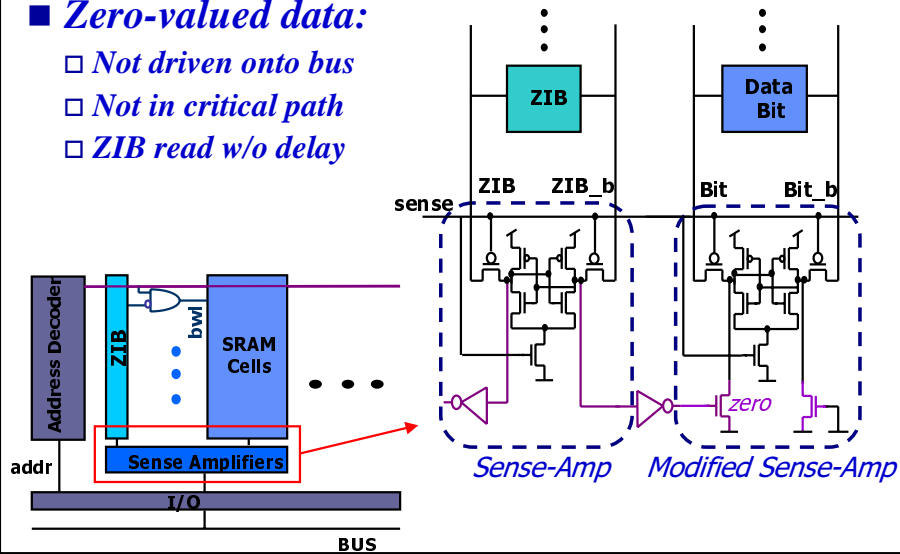 Zero-valued data:
Not driven onto bus
Not in critical path
ZIB read w/o delay
ZIB
Data
Bit
ZIB
ZIB_b
Bit
Bit_b
sense
Address Decoder
ZIB
bwl
SRAM
Cells
zero
addr
Sense Amplifiers
Sense-Amp
Modified Sense-Amp
I/O
BUS